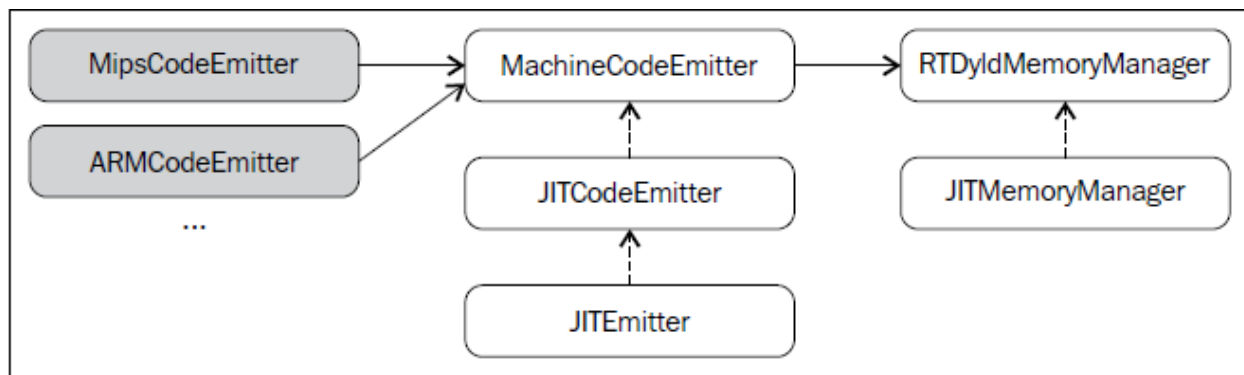 MipsCodeEmitter
MachineCodeEmitter
RTDyldMemoryManager
ARMCodeEmitter
JITCodeEmitter
JITMemoryManager
...
JITEmitter